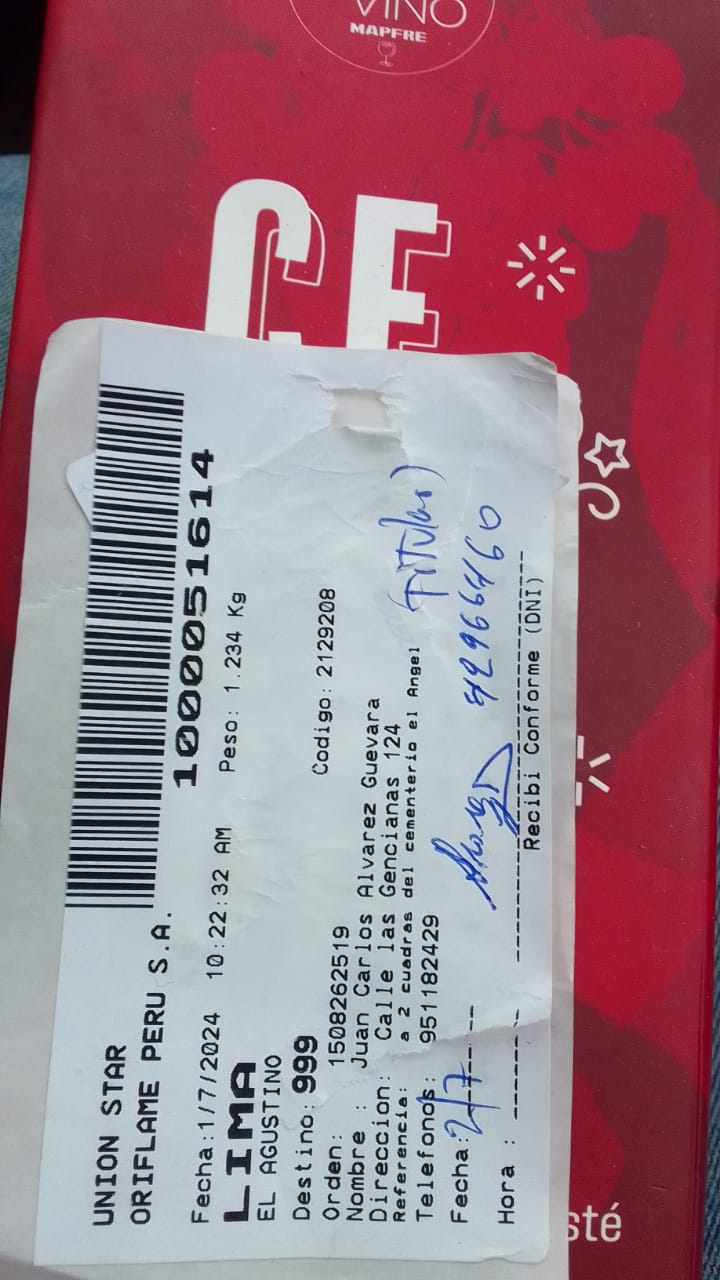 VINO
MAPFRE
CE
UNION STAR
ORIFLAME PERU S.A.
1000051614
Fecha:1/7/2024 10:22:32 AM Peso: 1.234 Kg
LIMA
EL AGUSTINO
Destino: 999 Codigo: 2129208
Orden: 1508262519
Nombre : Juan Carlos Alvarez Guevara
Direccion: Calle las Gencianas 124
Referencia: a 2 cuadras del cementerio el Angel
Telefonos: 951182429
(Titular)
Fecha: 2/7
42966460
Hora :
Recibi Conforme (DNI)
sté